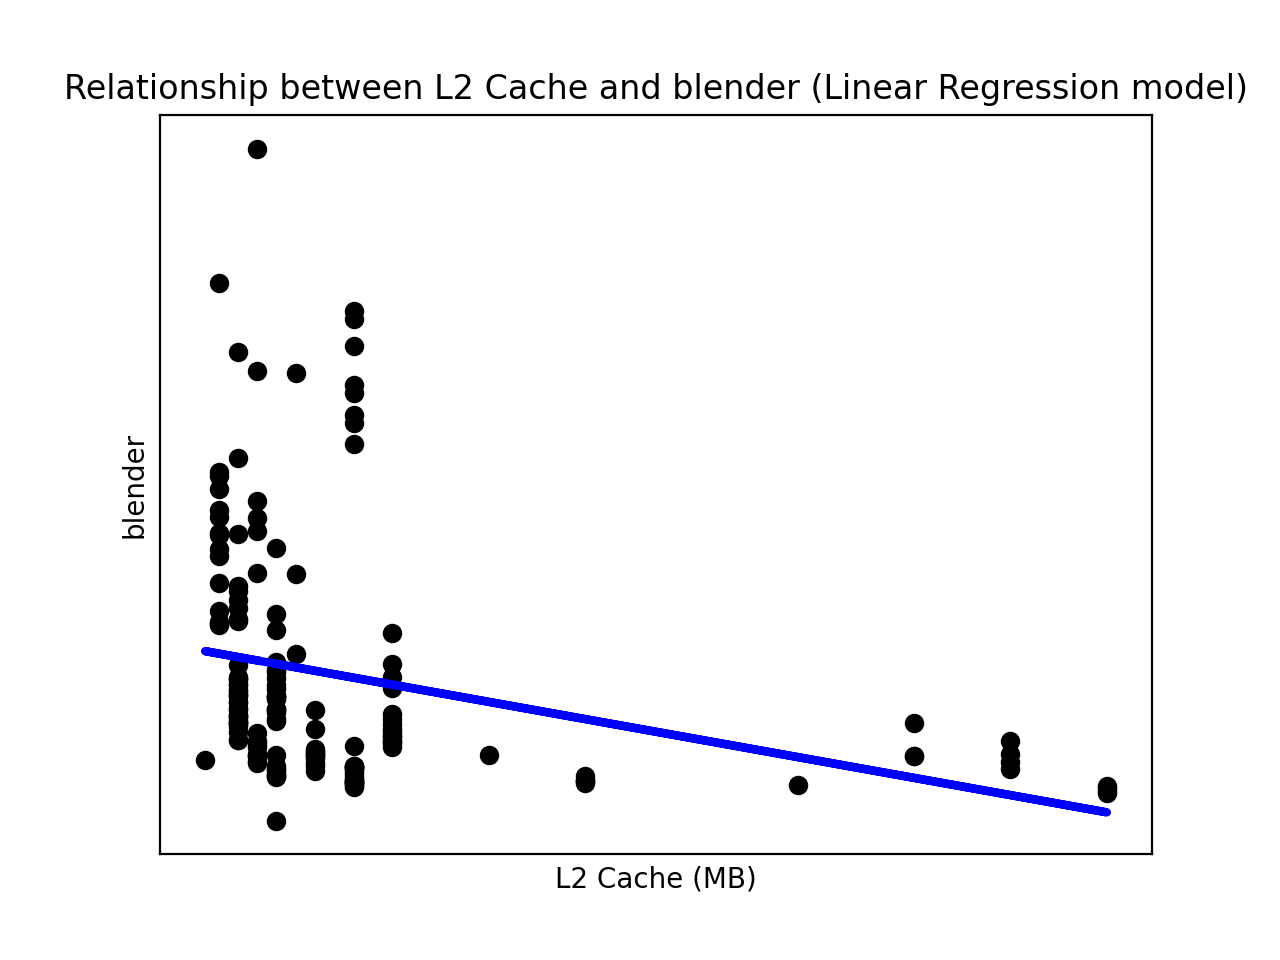 Relationship between L2 Cache and blender (Linear Regression model)
blender
L2 Cache (MB)